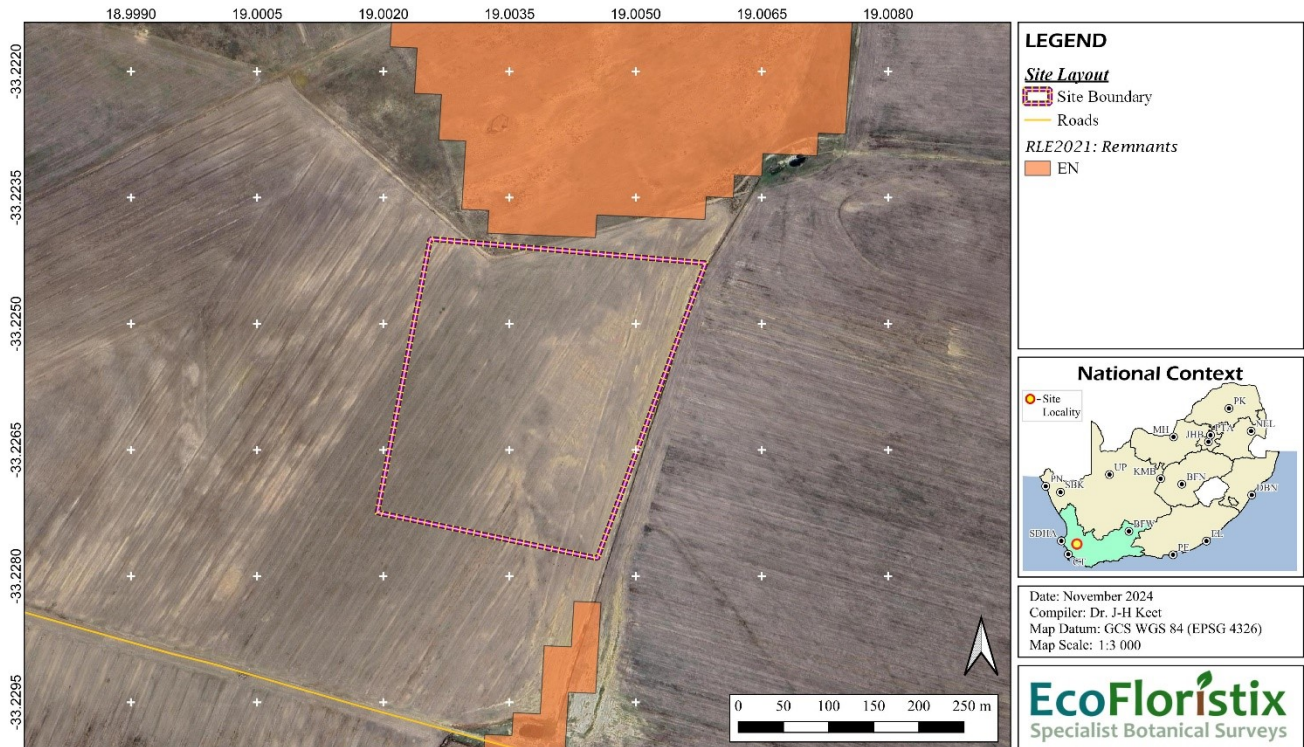 18.9990 19.0005 19.0020 19.0035 19.0050 19.0065 19.0080
-33.2220
-33.2235
-33.2250
-33.2265
-33.2280
-33.2295
0 50 100 150 200 250 m
LEGEND
Site Layout
Site Boundary
Roads
RLE2021: Remnants
EN
National Context
- Site
Locality
PK
MH
JHB
PTA
NEL
UP
KMB
BFN
PN
SBK
DBN
BFW
SDHA
CT
PE
EL
Date: November 2024
Compiler: Dr. J-H Keet
Map Datum: GCS WGS 84 (EPSG 4326)
Map Scale: 1:3 000
EcoFloristix
Specialist Botanical Surveys